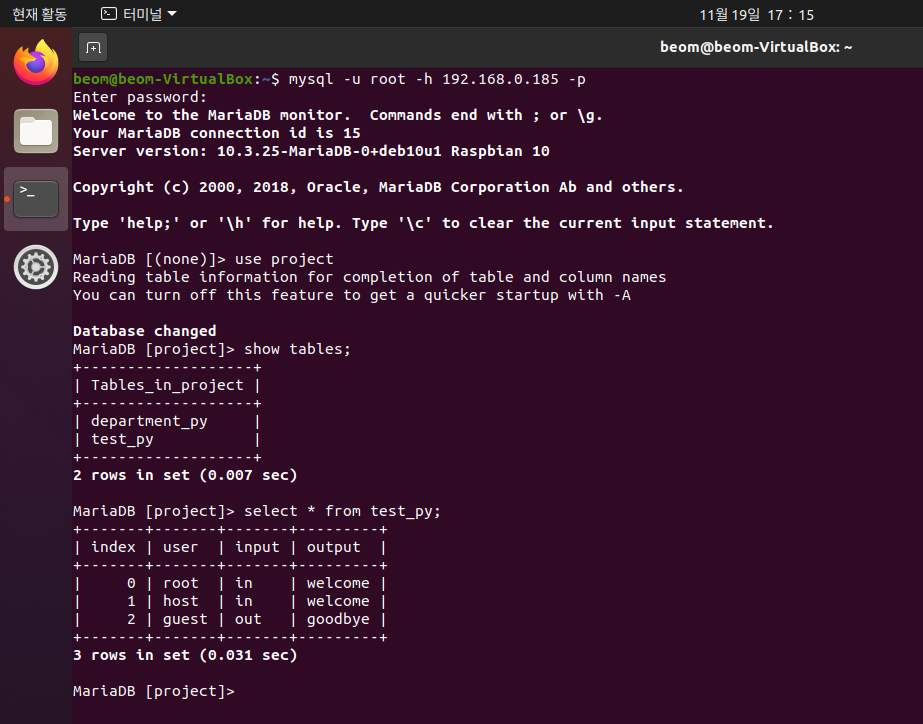 현재 활동
터미널
11월 19일 17 : 15
beom@beom-VirtualBox: ~
beom@beom-VirtualBox:~$ mysql -u root -h 192.168.0.185 -p
Enter password:
Welcome to the MariaDB monitor.  Commands end with ; or \g.
Your MariaDB connection id is 15
Server version: 10.3.25-MariaDB-0+deb10u1 Raspbian 10

Copyright (c) 2000, 2018, Oracle, MariaDB Corporation Ab and others.

Type 'help;' or '\h' for help. Type '\c' to clear the current input statement.

MariaDB [(none)]> use project
Reading table information for completion of table and column names
You can turn off this feature to get a quicker startup with -A

Database changed
MariaDB [project]> show tables;
+-------------------+
| Tables_in_project |
+-------------------+
| department_py     |
| test_py           |
+-------------------+
2 rows in set (0.007 sec)

MariaDB [project]> select * from test_py;
+-------+-------+-------+---------+
| index | user  | input | output  |
+-------+-------+-------+---------+
|     0 | root  | in    | welcome |
|     1 | host  | in    | welcome |
|     2 | guest | out   | goodbye |
+-------+-------+-------+---------+
3 rows in set (0.031 sec)

MariaDB [project]>